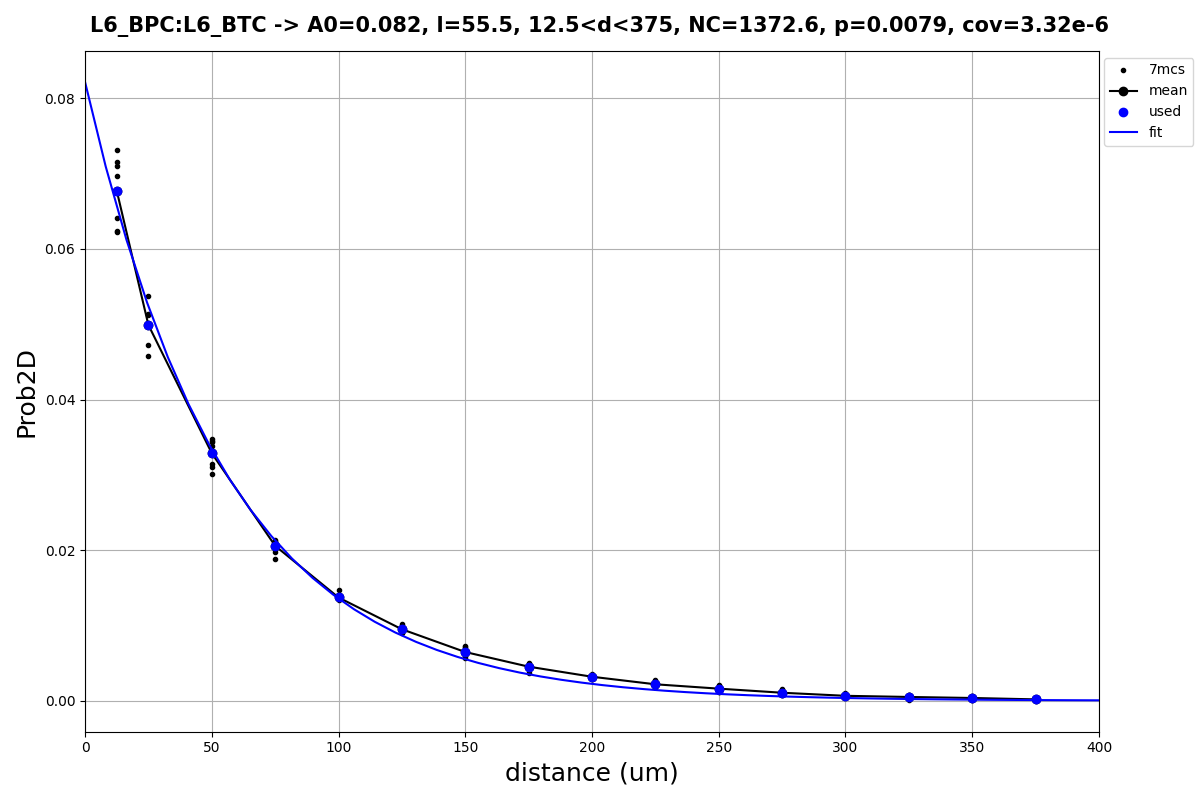 L6_BPC:L6_BTC -> A0=0.082, l=55.5, 12.5<d<375, NC=1372.6, p=0.0079, cov=3.32e-6
7mcs
mean
used
fit
0.08
0.06
0.04
0.02
0.00
Prob2D
0 50 100 150 200 250 300 350 400
distance (um)